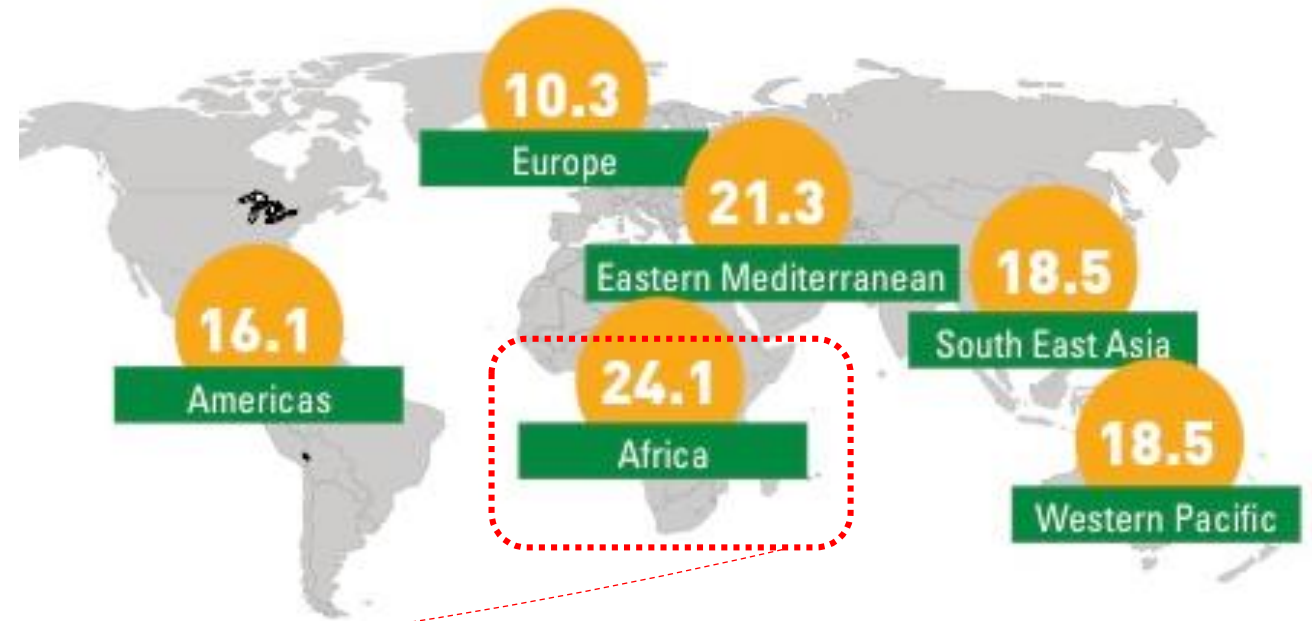 10.3
Europe
21.3
Eastern Mediterranean
18.5
South East Asia
16.1
Americas
24.1
Africa
18.5
Western Pacific